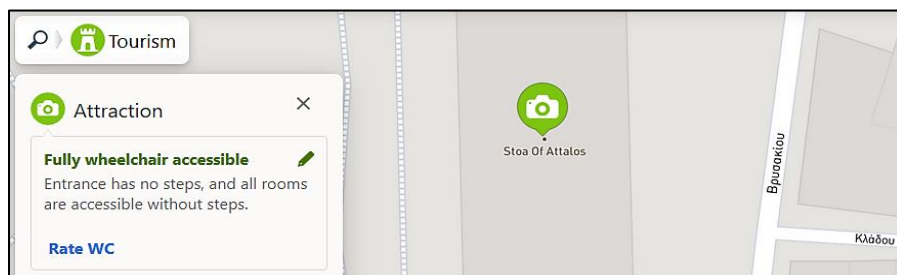 Tourism
Attraction
Fully wheelchair accessible
Entrance has no steps, and all rooms
are accessible without steps.
Rate WC
Stoa Of Attalos
Βρυσακίου
Κλάδου